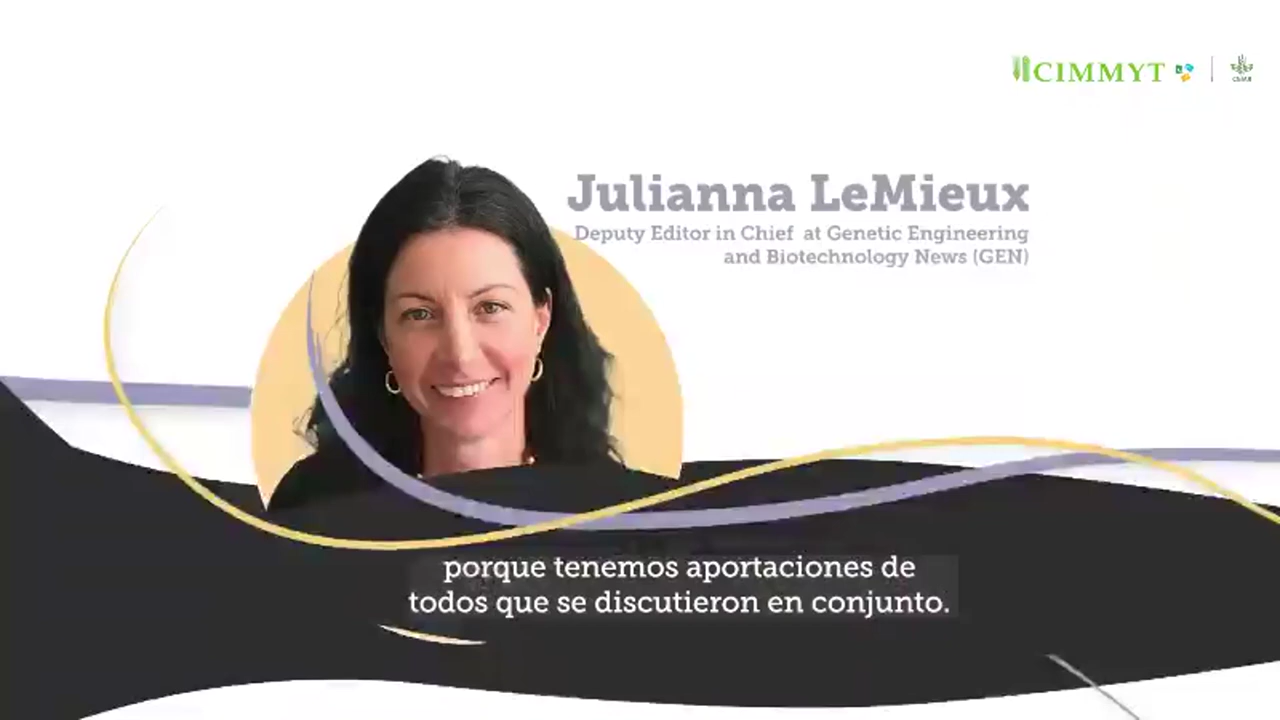 CIMMYT
CGIAR
Julianna LeMieux
Deputy Editor in Chief at Genetic Engineering
and Biotechnology News (GEN)
porque tenemos aportaciones de
todos que se discutieron en conjunto.